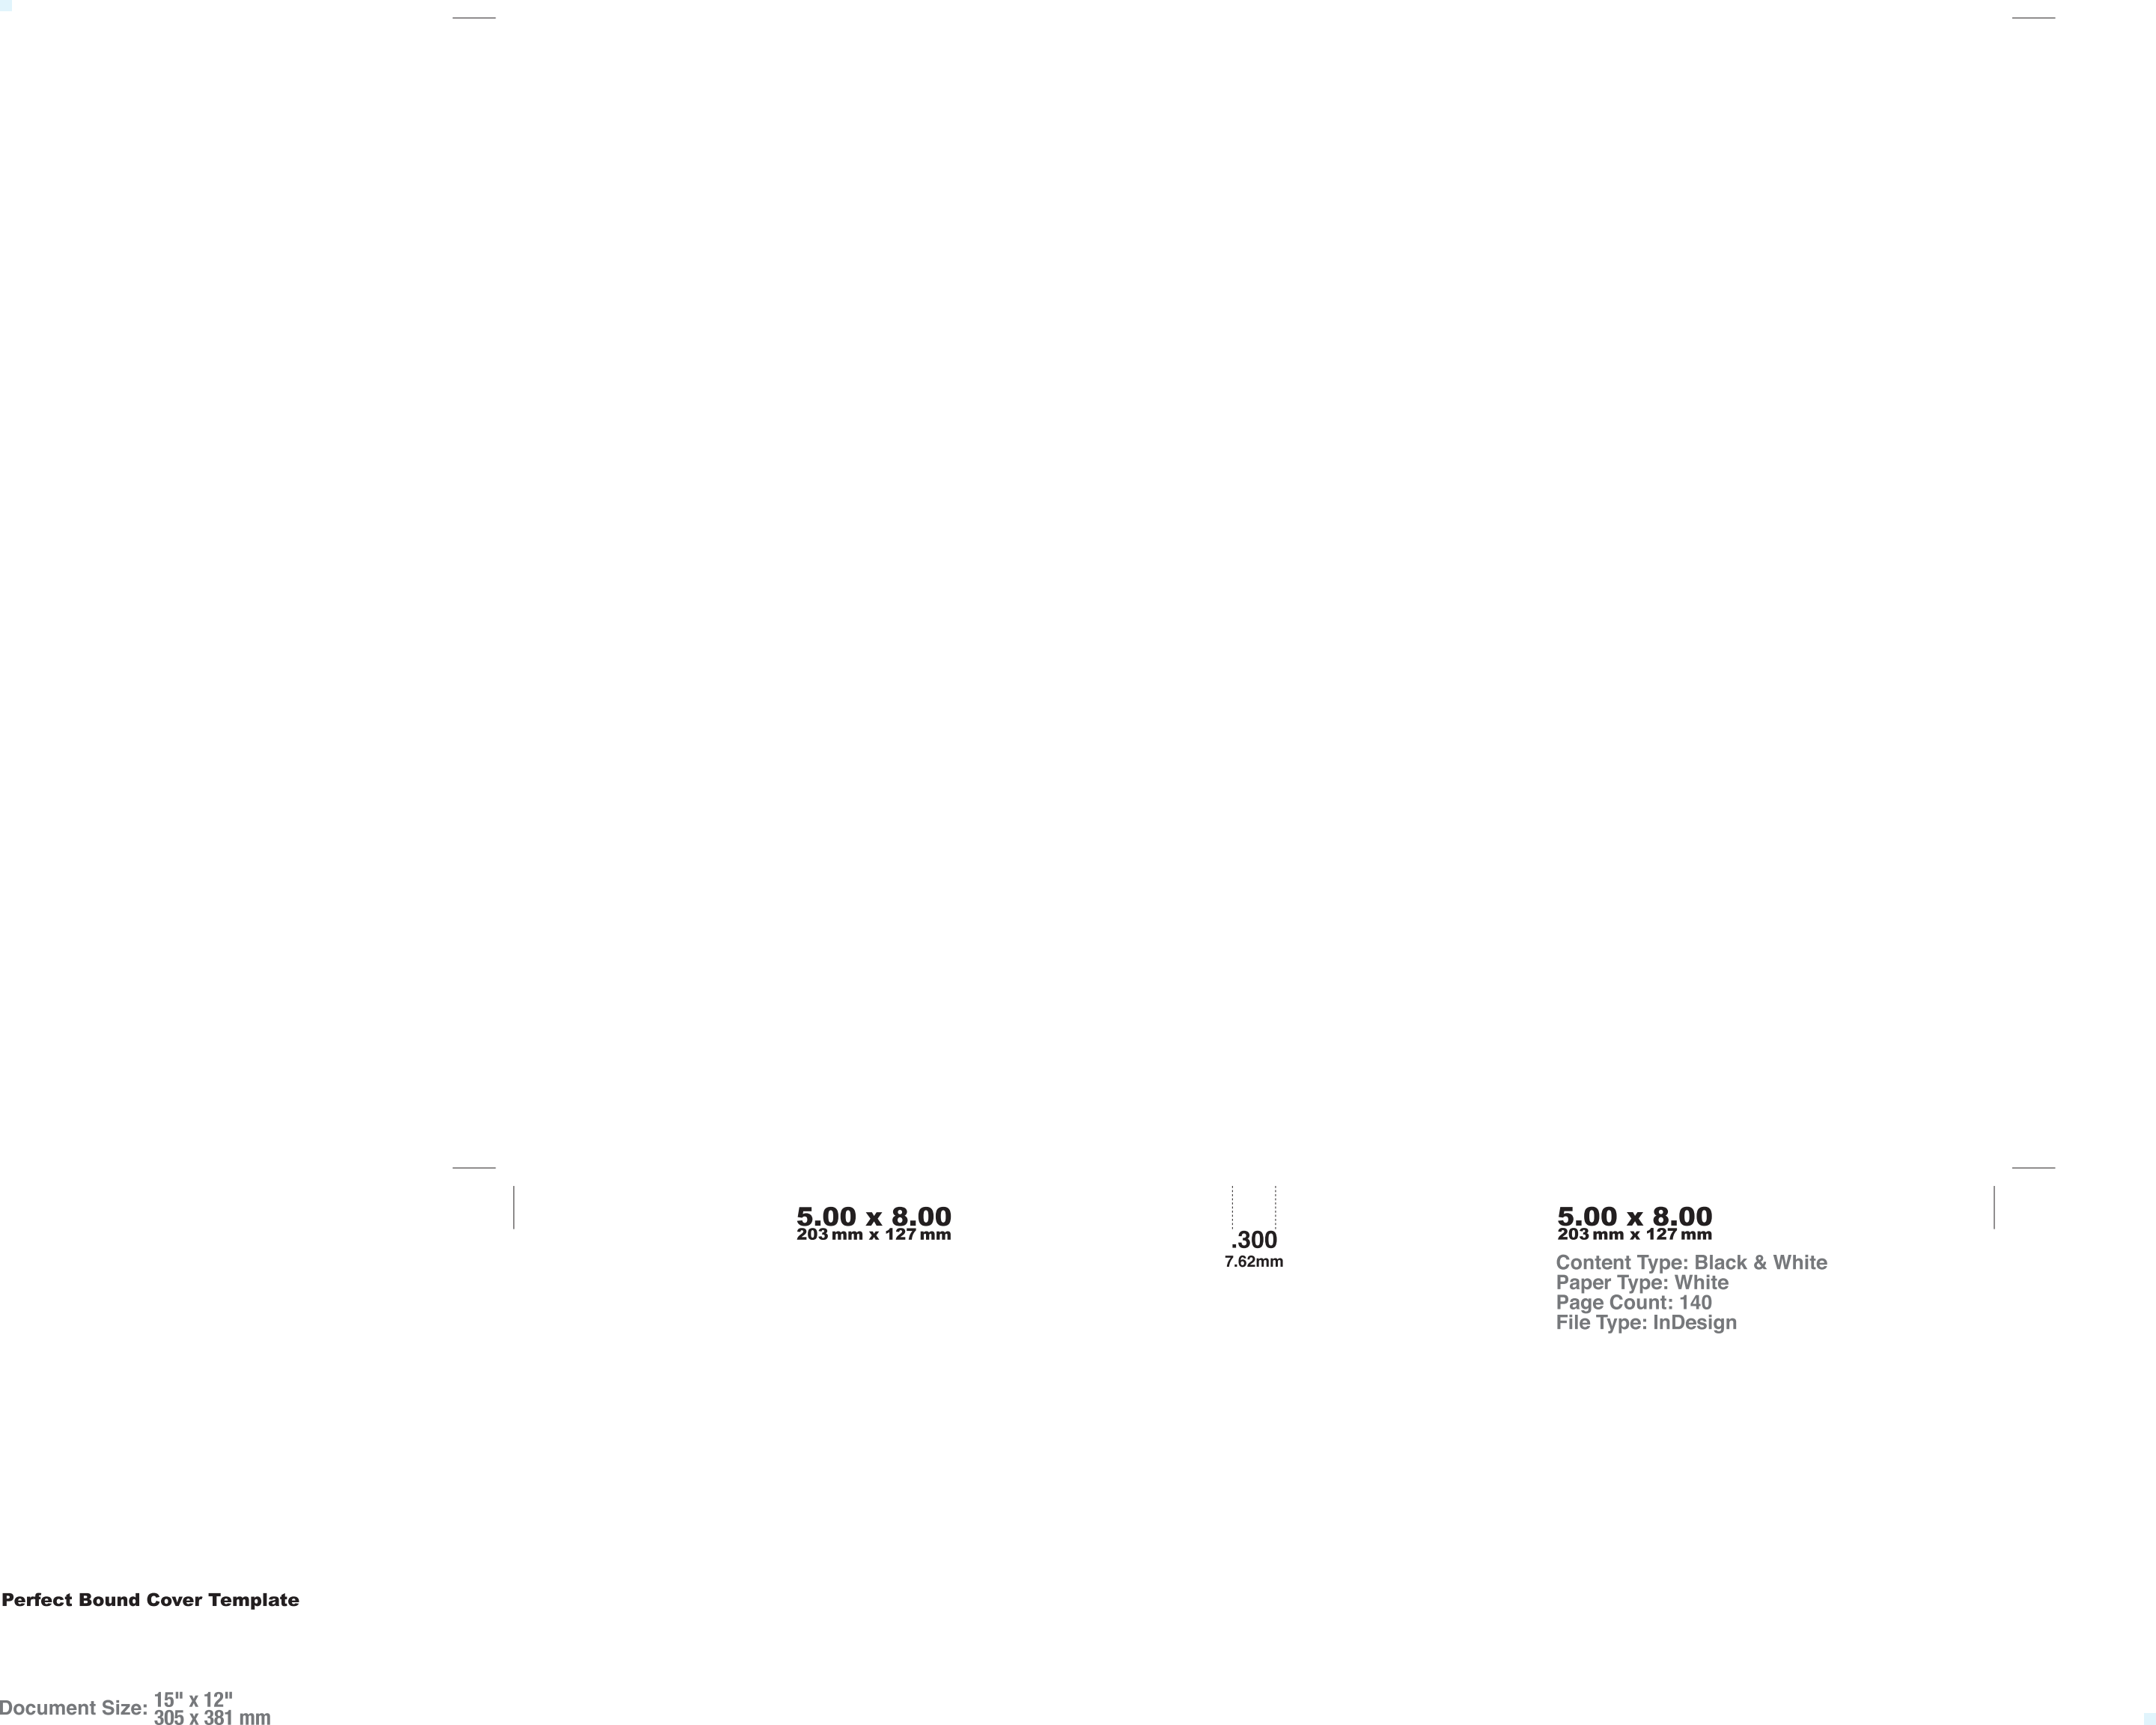 5.00 x 8.00
203 mm x 127 mm
.300
7.62mm
5.00 x 8.00
203 mm x 127 mm
Content Type: Black & White
Paper Type: White
Page Count: 140
File Type: InDesign
Perfect Bound Cover Template
Document Size: 15" x 12"
305 x 381 mm